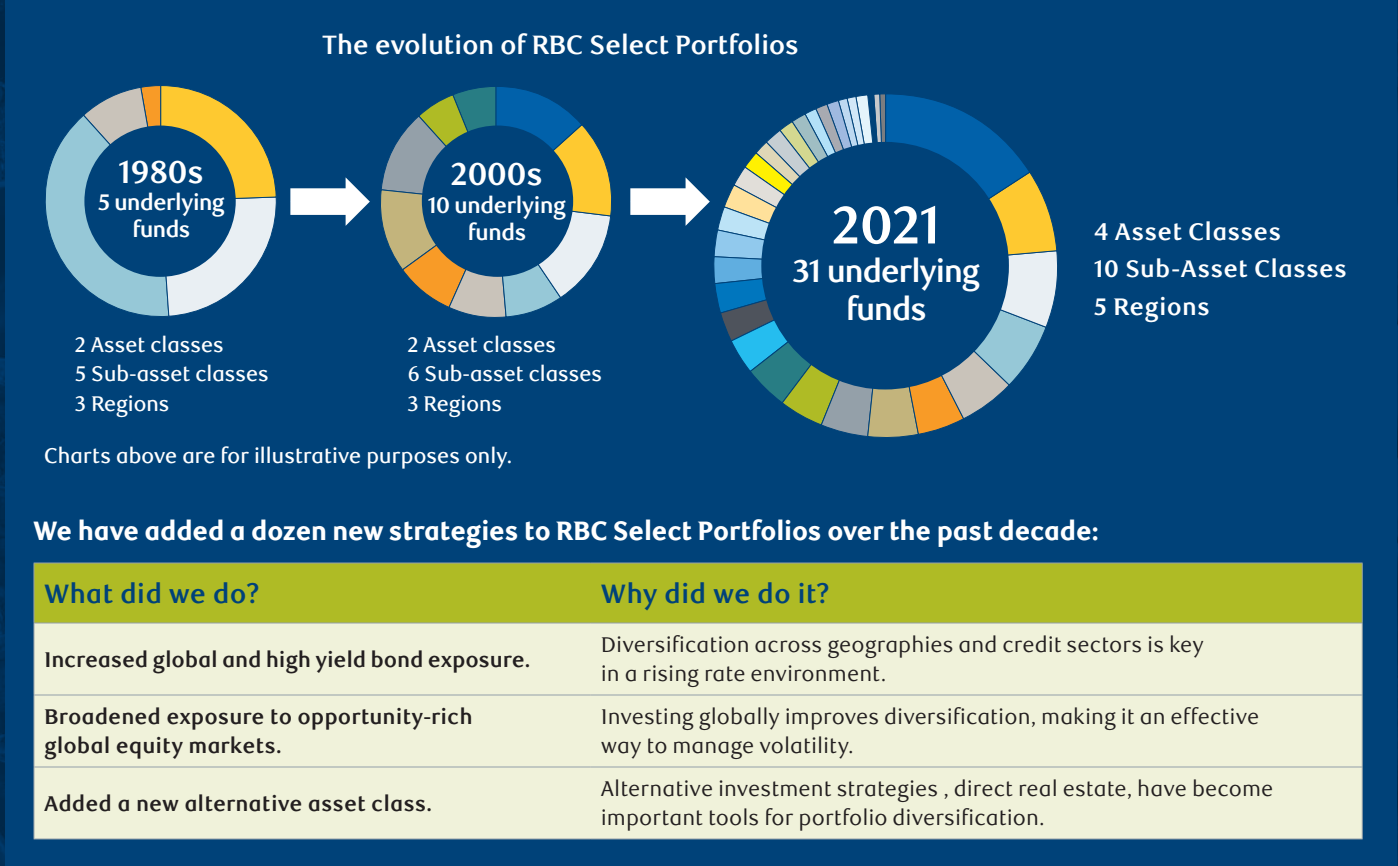 The evolution of RBC Select Portfolios
1980s
5 underlying
funds
2 Asset classes
5 Sub-asset classes
3 Regions
2000s
10 underlying
funds
2 Asset classes
6 Sub-asset classes
3 Regions
2021
31 underlying
funds
4 Asset Classes
10 Sub-Asset Classes
5 Regions
Charts above are for illustrative purposes only.
We have added a dozen new strategies to RBC Select Portfolios over the past decade:
What did we do?
Why did we do it?
Increased global and high yield bond exposure.
Diversification across geographies and credit sectors is key
in a rising rate environment.
Broadened exposure to opportunity-rich
global equity markets.
Investing globally improves diversification, making it an effective
way to manage volatility.
Added a new alternative asset class.
Alternative investment strategies , direct real estate, have become
important tools for portfolio diversification.